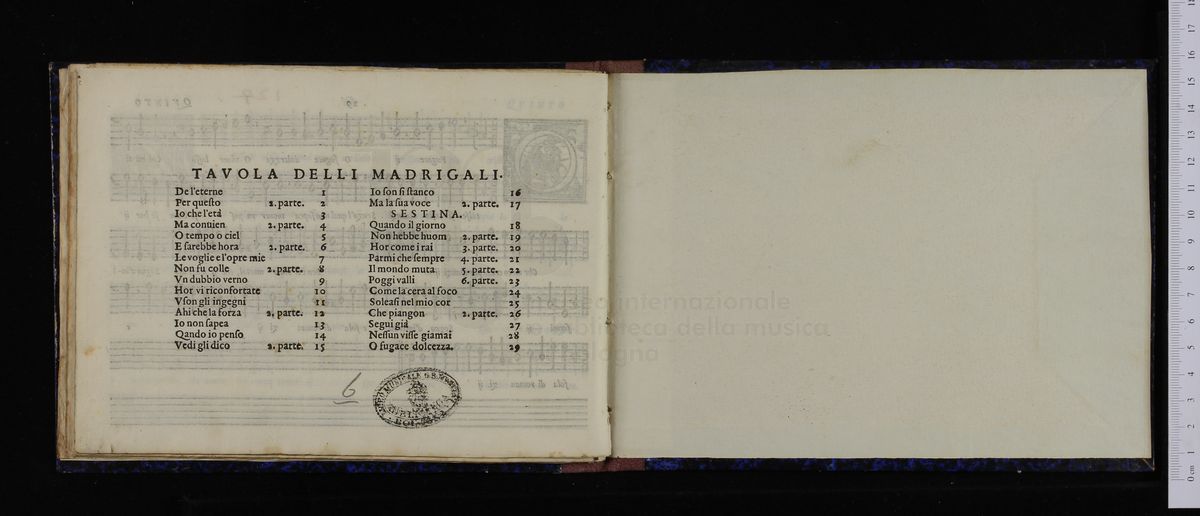 TAVOLA DELLI MADRIGALI.
De l'eterne 1
Per queſto 2. parte. 2
Io che l'età 3
Ma conuien 2. parte. 4
O tempo o ciel 5
E ſarebbe hora 2. parte. 6
Le voglie e l'opre mie 7
Non fu colle 2. parte. 8
Vn dubbio verno 9
Hor vi riconfortate 10
Vſon gli ingegni 11
Ahi che la forza 2. parte. 12
Io non ſapea 13
Qando io penſo 14
Vedi gli dico 2. parte. 15
Io ſon ſi ſtanco 16
Ma la ſua voce 2. parte. 17
SESTINA.
Quando il giorno 18
Non hebbe huom 2. parte. 19
Hor come i rai 3. parte. 20
Parmi che ſempre 4. parte. 21
Il mondo muta 5. parte. 22
Poggi valli 6. parte. 23
Come la cera al foco 24
Soleaſi nel mio cor 25
Che piangon 2. parte. 26
Segui già 27
Neſſun viſſe giamai 28
O fugace dolcezza. 29
6
museo internazionale
e biblioteca della musica
bologna